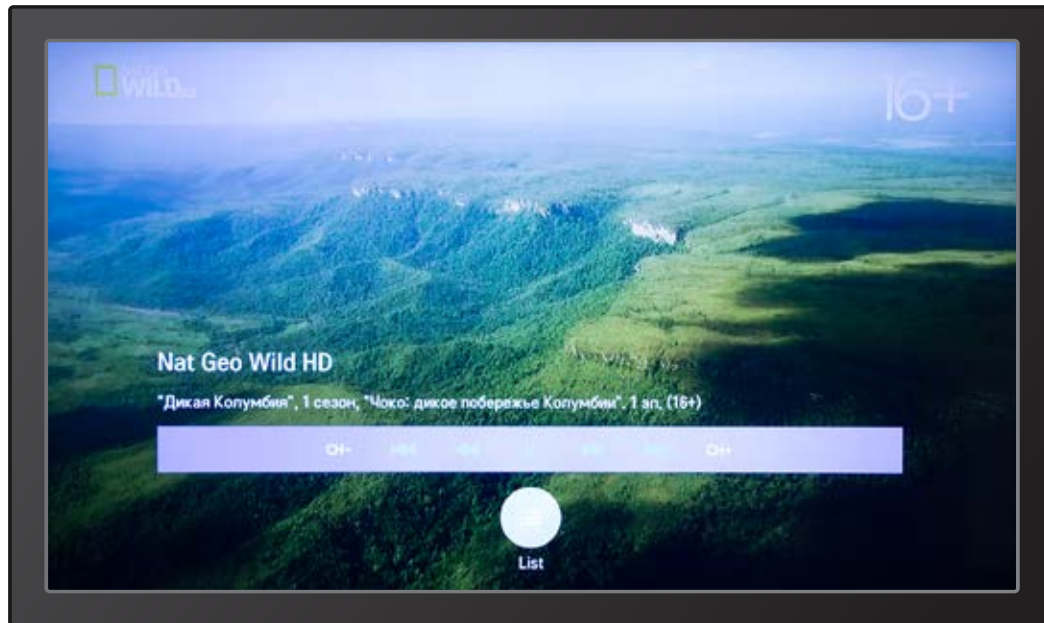 WILD HD
16+
Nat Geo Wild HD
"Дикая Колумбия", 1 сезон, "Чоко: дикое побережье Колумбии", 1 эп. (16+)
CH- CH+
List